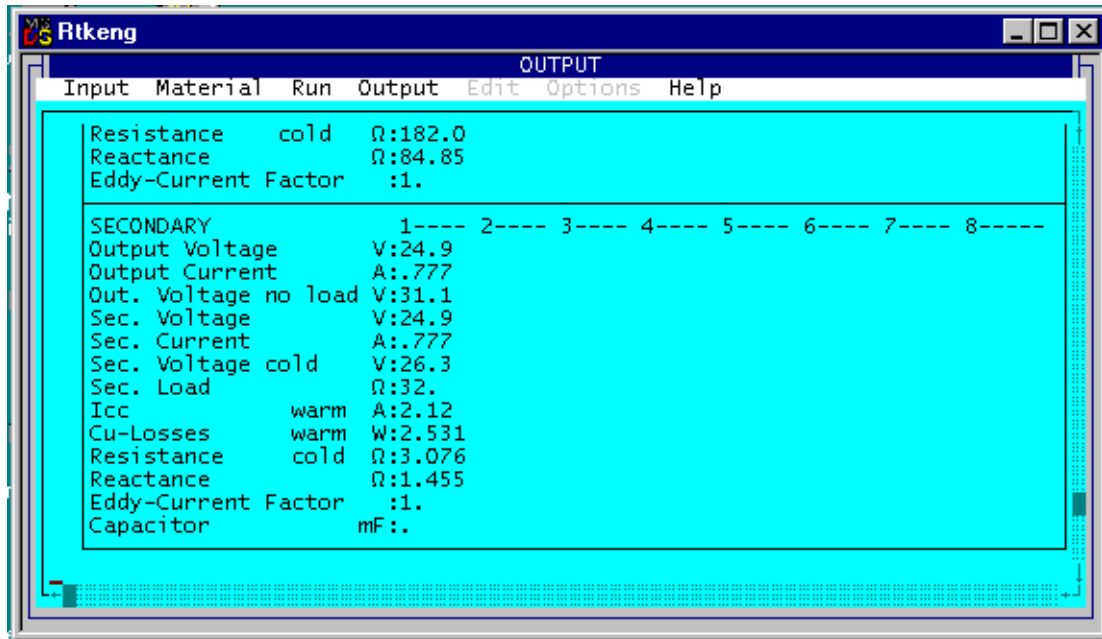 Rtkeng
OUTPUT
Input Material Run Output Edit Options Help
Resistance cold Ω:182.0
Reactance Ω:84.85
Eddy-Current Factor :1.
SECONDARY 1---- 2---- 3---- 4---- 5---- 6---- 7---- 8-----
Output Voltage V:24.9
Output Current A:.777
Out. Voltage no load V:31.1
Sec. Voltage V:24.9
Sec. Current A:.777
Sec. Voltage cold V:26.3
Sec. Load Ω:32.
Icc warm A:2.12
Cu-Losses warm W:2.531
Resistance cold Ω:3.076
Reactance Ω:1.455
Eddy-Current Factor :1.
Capacitor mF:.